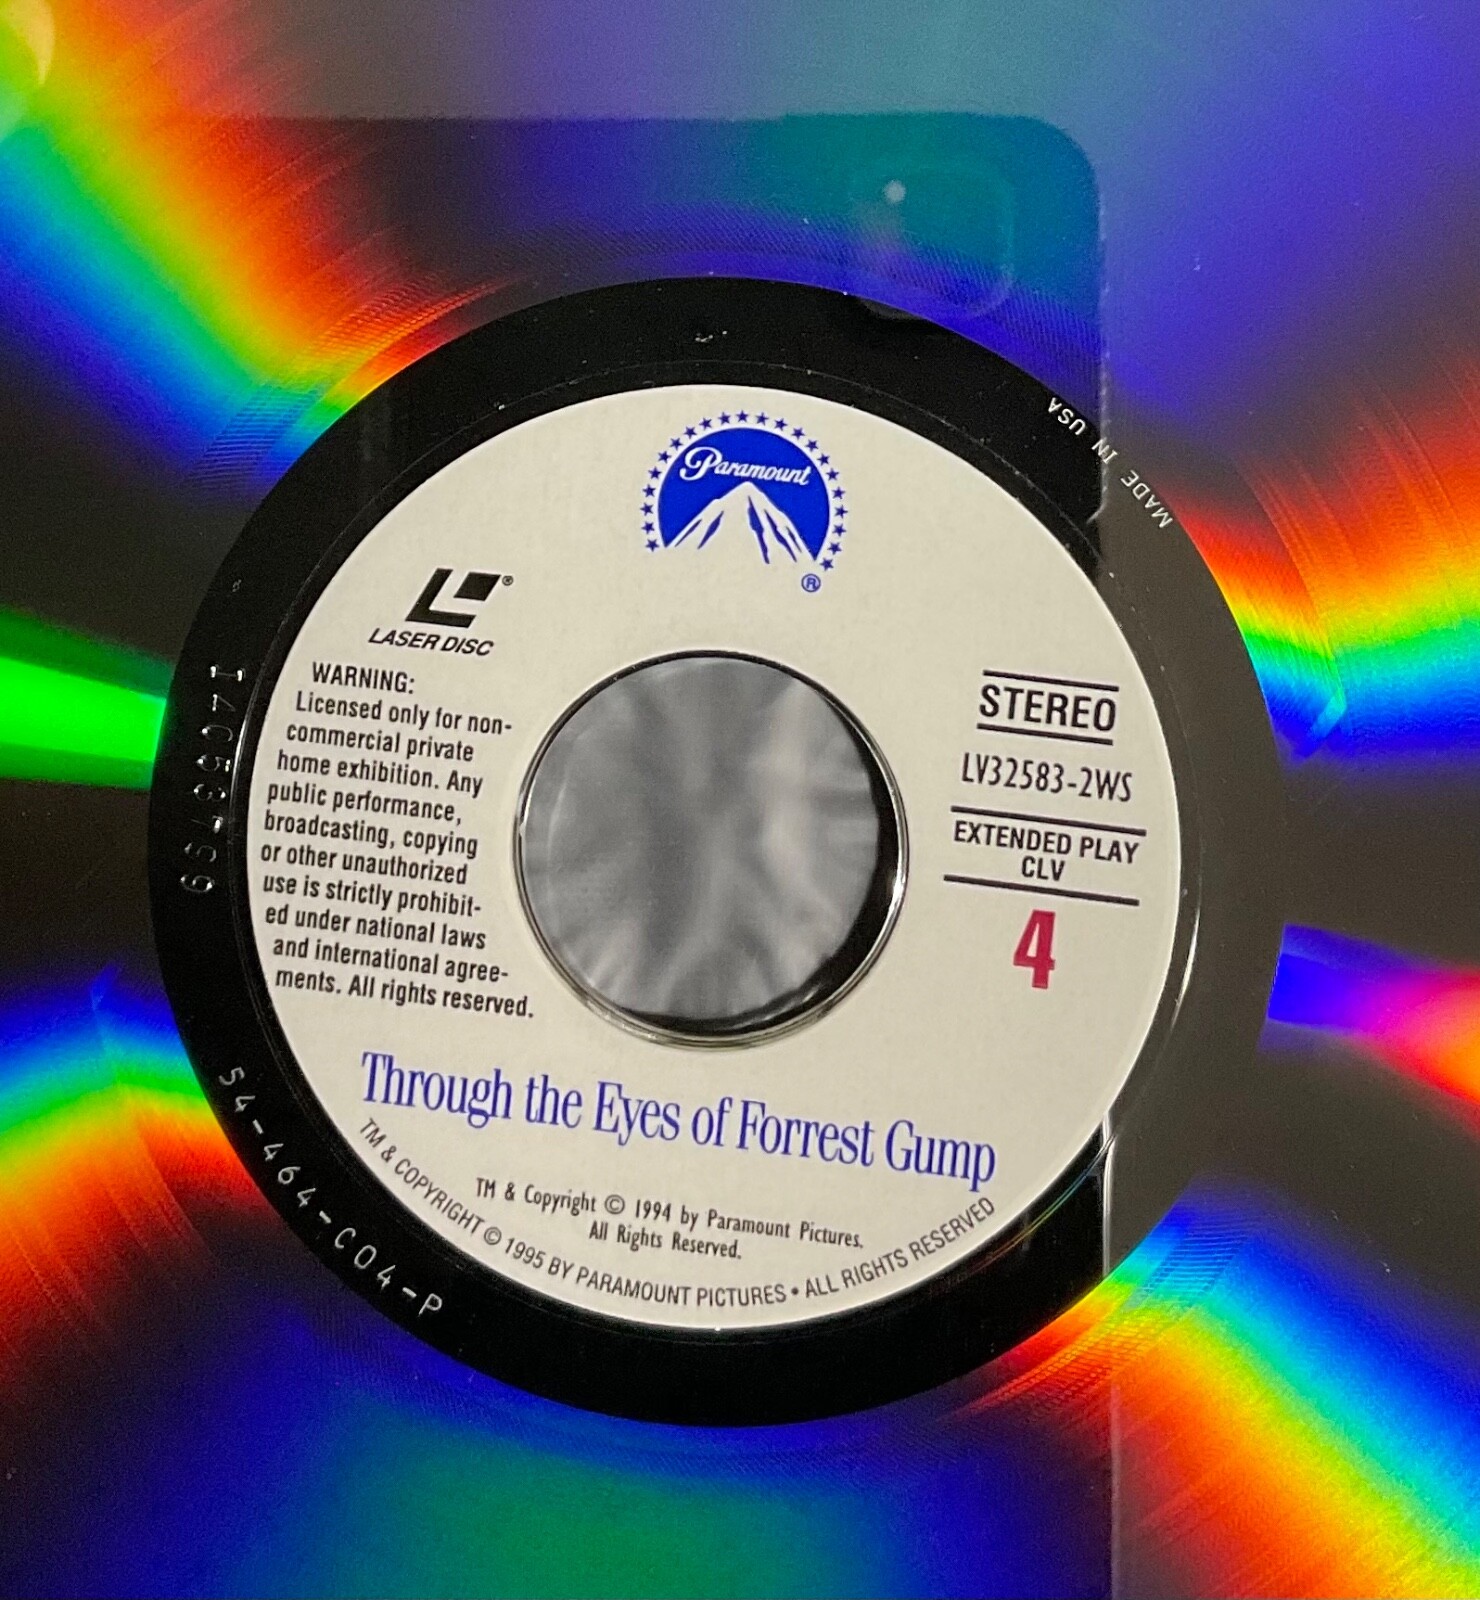 Paramount
®
MADE IN USA
LASER DISC
®
WARNING:
Licensed only for non-
commercial private
home exhibition. Any
public performance,
broadcasting, copying
or other unauthorized
use is strictly prohibit-
ed under national laws
and international agree-
ments. All rights reserved.
STEREO
LV32583-2WS
EXTENDED PLAY
CLV
4
Through the Eyes of Forrest Gump
TM & Copyright © 1994 by Paramount Pictures.
All Rights Reserved.
TM & COPYRIGHT © 1995 BY PARAMOUNT PICTURES • ALL RIGHTS RESERVED
54-464-C04-P